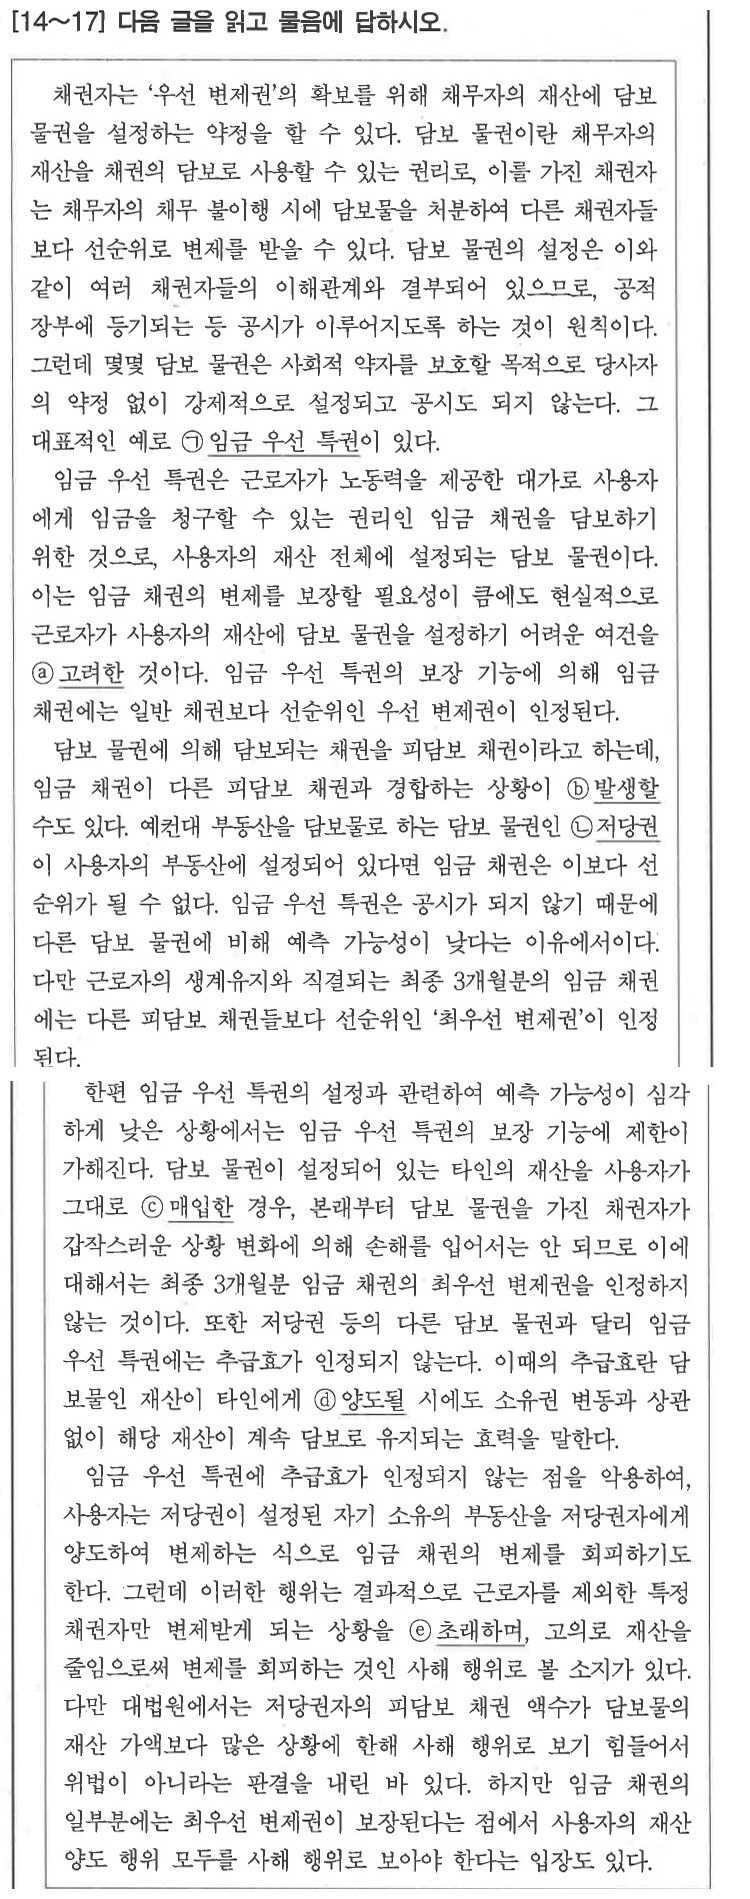 [14～17] 다음 글을 읽고 물음에 답하시오.
채권자는 ‘우선 변제권’의 확보를 위해 채무자의 재산에 담보
물권을 설정하는 약정을 할 수 있다. 담보 물권이란 채무자의
재산을 채권의 담보로 사용할 수 있는 권리로, 이를 가진 채권자
는 채무자의 채무 불이행 시에 담보물을 처분하여 다른 채권자들
보다 선순위로 변제를 받을 수 있다. 담보 물권의 설정은 이와
같이 여러 채권자들의 이해관계와 결부되어 있으므로, 공적
장부에 등기되는 등 공시가 이루어지도록 하는 것이 원칙이다.
그런데 몇몇 담보 물권은 사회적 약자를 보호할 목적으로 당사자
의 약정 없이 강제적으로 설정되고 공시도 되지 않는다. 그
대표적인 예로 ㉠임금 우선 특권이 있다.
임금 우선 특권은 근로자가 노동력을 제공한 대가로 사용자
에게 임금을 청구할 수 있는 권리인 임금 채권을 담보하기
위한 것으로, 사용자의 재산 전체에 설정되는 담보 물권이다.
이는 임금 채권의 변제를 보장할 필요성이 큼에도 현실적으로
근로자가 사용자의 재산에 담보 물권을 설정하기 어려운 여건을
ⓐ고려한 것이다. 임금 우선 특권의 보장 기능에 의해 임금
채권에는 일반 채권보다 선순위인 우선 변제권이 인정된다.
담보 물권에 의해 담보되는 채권을 피담보 채권이라고 하는데,
임금 채권이 다른 피담보 채권과 경합하는 상황이 ⓑ발생할
수도 있다. 예컨대 부동산을 담보물로 하는 담보 물권인 ㉡저당권
이 사용자의 부동산에 설정되어 있다면 임금 채권은 이보다 선
순위가 될 수 없다. 임금 우선 특권은 공시가 되지 않기 때문에
다른 담보 물권에 비해 예측 가능성이 낮다는 이유에서이다.
다만 근로자의 생계유지와 직결되는 최종 3개월분의 임금 채권
에는 다른 피담보 채권들보다 선순위인 ‘최우선 변제권’이 인정
된다.
한편 임금 우선 특권의 설정과 관련하여 예측 가능성이 심각
하게 낮은 상황에서는 임금 우선 특권의 보장 기능에 제한이
가해진다. 담보 물권이 설정되어 있는 타인의 재산을 사용자가
그대로 ⓒ매입한 경우, 본래부터 담보 물권을 가진 채권자가
갑작스러운 상황 변화에 의해 손해를 입어서는 안 되므로 이에
대해서는 최종 3개월분 임금 채권의 최우선 변제권을 인정하지
않는 것이다. 또한 저당권 등의 다른 담보 물권과 달리 임금
우선 특권에는 추급효가 인정되지 않는다. 이때의 추급효란 담
보물인 재산이 타인에게 ⓓ양도될 시에도 소유권 변동과 상관
없이 해당 재산이 계속 담보로 유지되는 효력을 말한다.
임금 우선 특권에 추급효가 인정되지 않는 점을 악용하여,
사용자는 저당권이 설정된 자기 소유의 부동산을 저당권자에게
양도하여 변제하는 식으로 임금 채권의 변제를 회피하기도
한다. 그런데 이러한 행위는 결과적으로 근로자를 제외한 특정
채권자만 변제받게 되는 상황을 ⓔ초래하며, 고의로 재산을
줄임으로써 변제를 회피하는 것인 사해 행위로 볼 소지가 있다.
다만 대법원에서는 저당권자의 피담보 채권 액수가 담보물의
재산 가액보다 많은 상황에 한해 사해 행위로 보기 힘들어서
위법이 아니라는 판결을 내린 바 있다. 하지만 임금 채권의
일부분에는 최우선 변제권이 보장된다는 점에서 사용자의 재산
양도 행위 모두를 사해 행위로 보아야 한다는 입장도 있다.